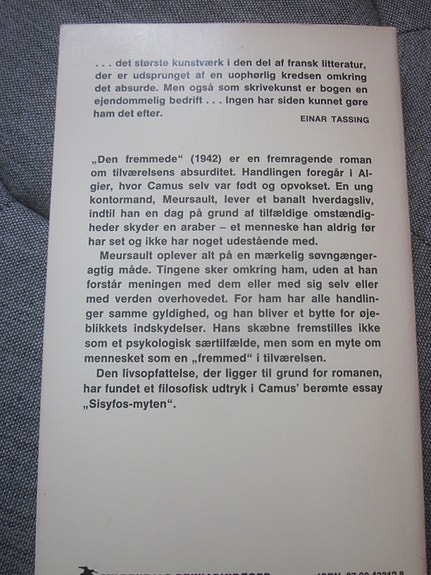 ... det største kunstværk i den del af fransk litteratur,
der er udsprunget af en uophørlig kredsen omkring
det absurde. Men også som skrivekunst er bogen en
ejendommelig bedrift ... Ingen har siden kunnet gøre
ham det efter.
EINAR TASSING
„Den fremmede" (1942) er en fremragende roman
om tilværelsens absurditet. Handlingen foregår i Al-
gier, hvor Camus selv var født og opvokset. En ung
kontormand, Meursault, lever et banalt hverdagsliv,
indtil han en dag på grund af tilfældige omstændig-
heder skyder en araber – et menneske han aldrig før
har set og ikke har noget udestående med.
Meursault oplever alt på en mærkelig søvngænger-
agtig måde. Tingene sker omkring ham, uden at han
forstår meningen med dem eller med sig selv eller
med verden overhovedet. For ham har alle handlin-
ger samme gyldighed, og han bliver et bytte for øje-
blikkets indskydelser. Hans skæbne fremstilles ikke
som et psykologisk særtilfælde, men som en myte om
mennesket som en „fremmed" i tilværelsen.
Den livsopfattelse, der ligger til grund for romanen,
har fundet et filosofisk udtryk i Camus' berømte essay
„Sisyfos-myten".